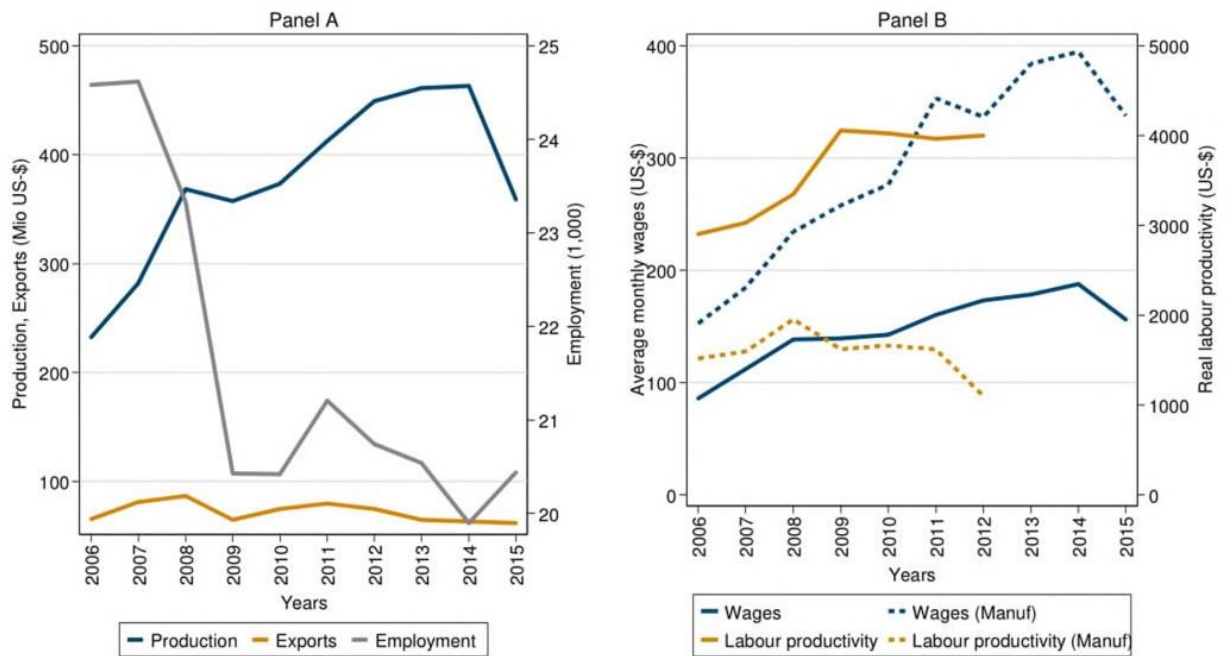 Panel A
Production, Exports (Mio US-$)
500
400
300
200
100
25
24
23
22
21
20
Employment (1,000)
2006
2007
2008
2009
2010
2011
2012
2013
2014
2015
Years
Production
Exports
Employment
Panel B
Average monthly wages (US-$)
400
300
200
100
0
5000
4000
3000
2000
1000
0
Real labour productivity (US-$)
2006
2007
2008
2009
2010
2011
2012
2013
2014
2015
Years
Wages
Wages (Manuf)
Labour productivity
Labour productivity (Manuf)